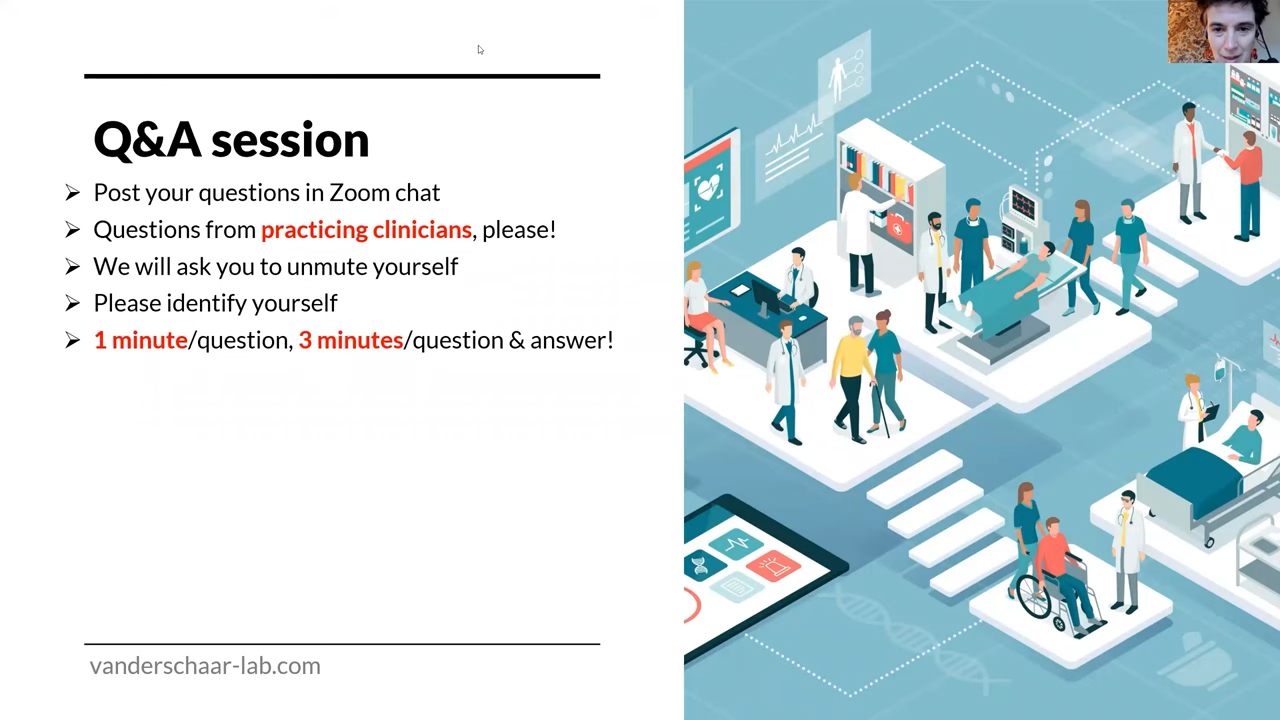 Q&A session
➢ Post your questions in Zoom chat
➢ Questions from practicing clinicians, please!
➢ We will ask you to unmute yourself
➢ Please identify yourself
➢ 1 minute/question, 3 minutes/question & answer!
vanderschaar-lab.com